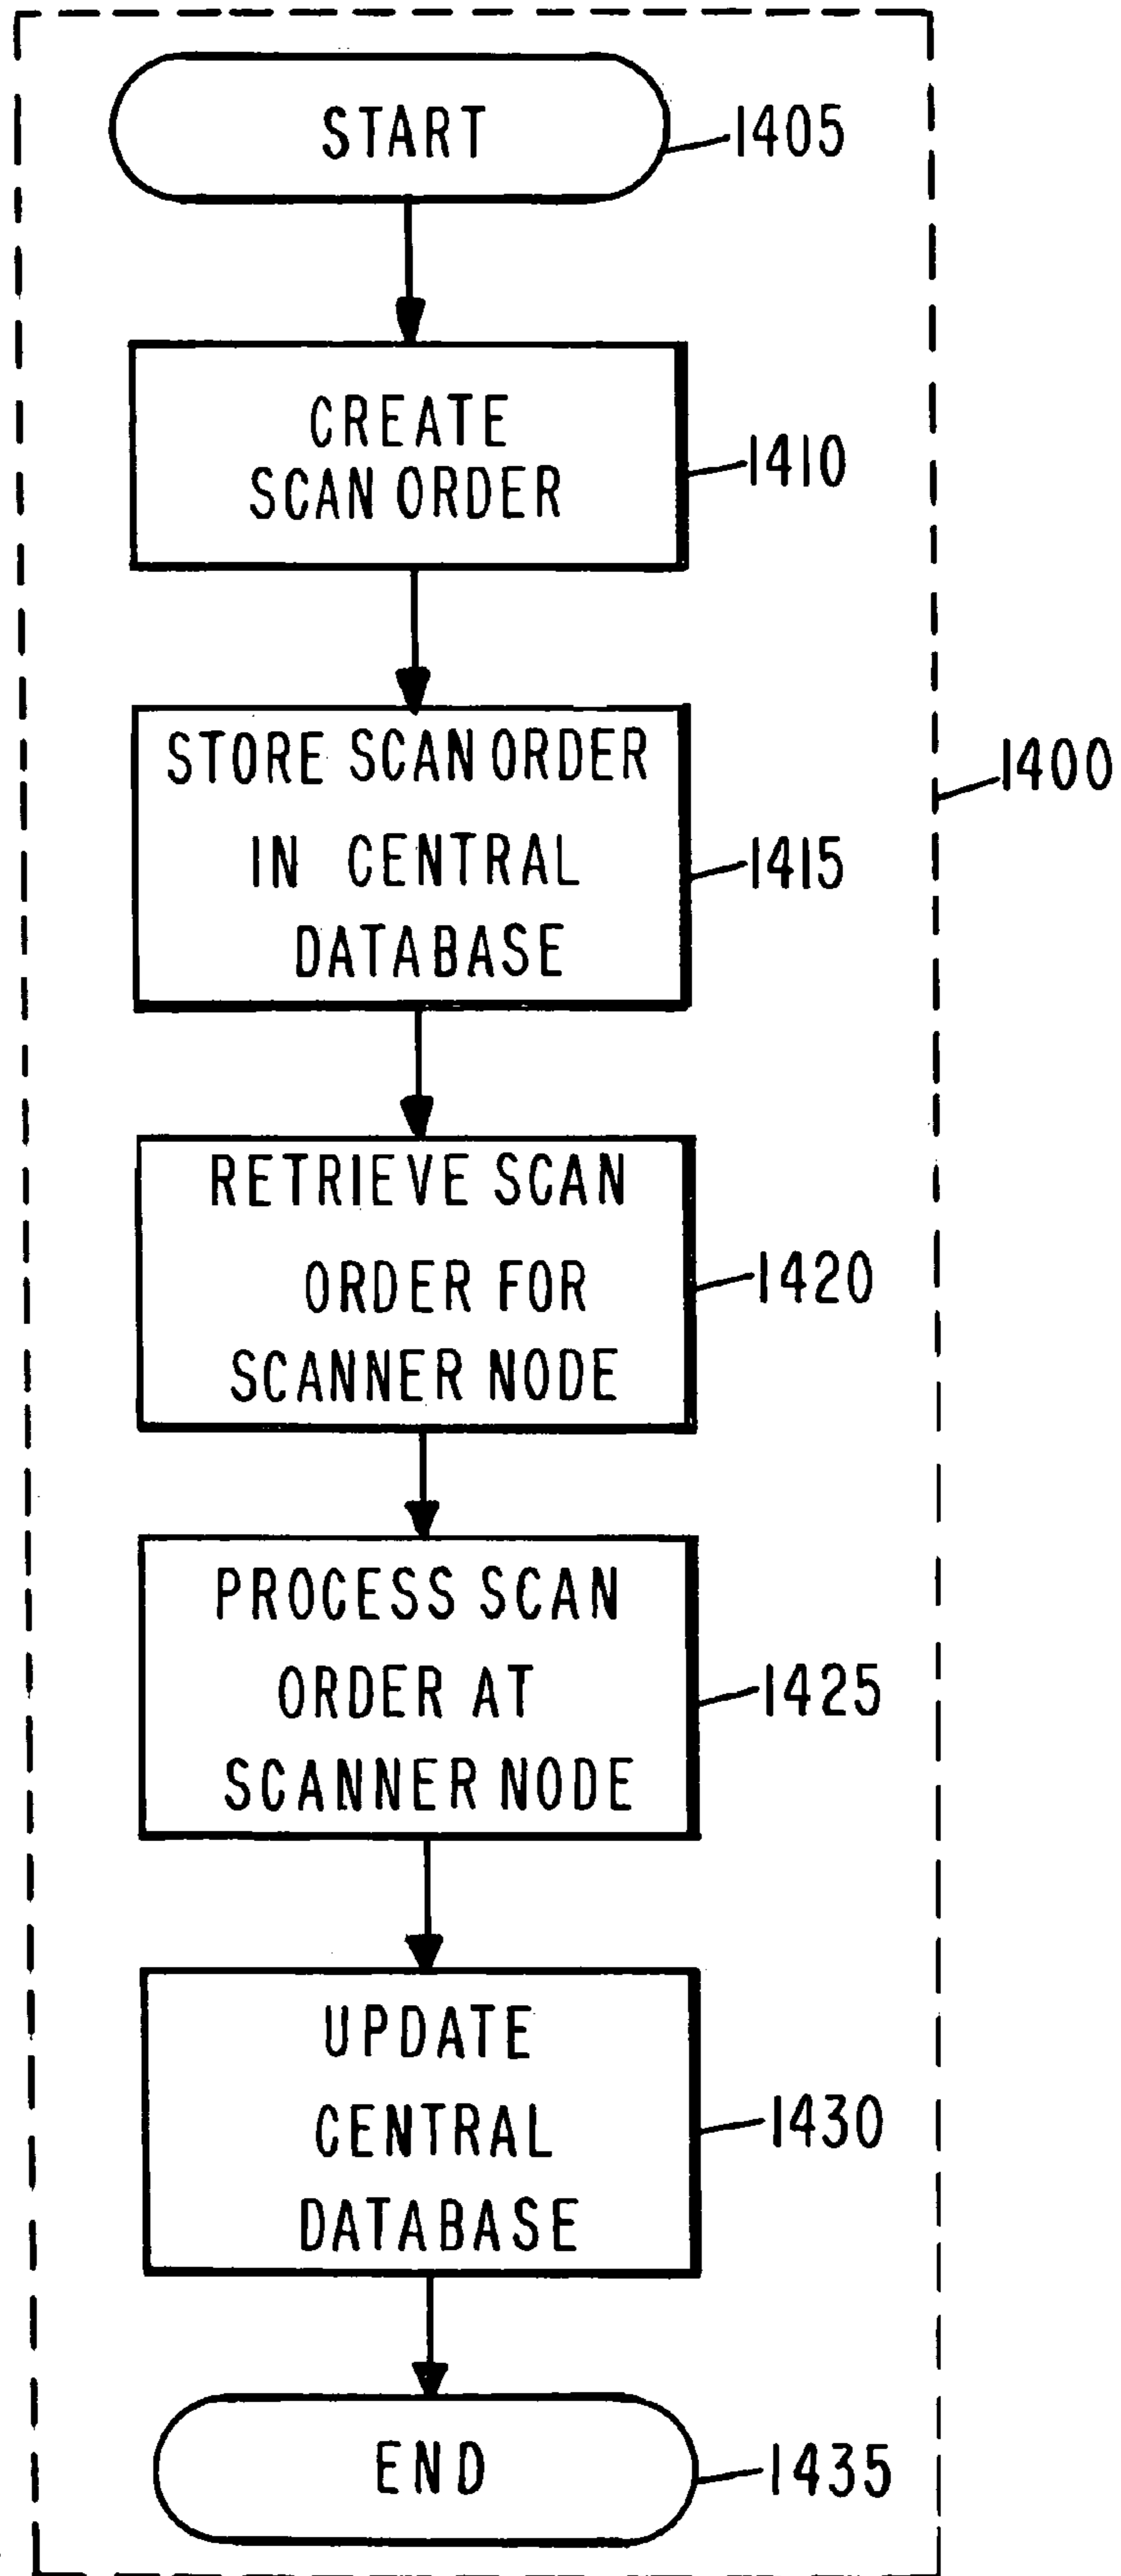 START
1405
CREATE
SCAN ORDER
1410
STORE SCAN ORDER
IN CENTRAL
DATABASE
1415
1400
RETRIEVE SCAN
ORDER FOR
SCANNER NODE
1420
PROCESS SCAN
ORDER AT
SCANNER NODE
1425
UPDATE
CENTRAL
DATABASE
1430
END
1435